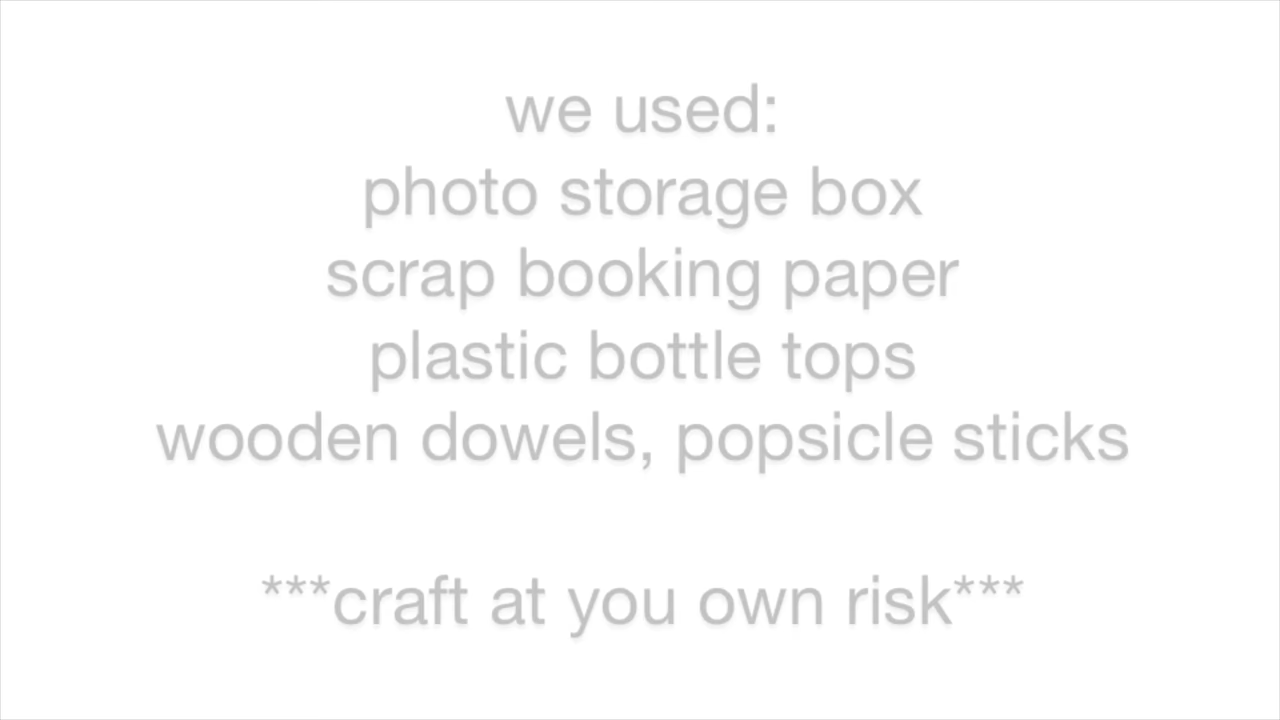 we used:
photo storage box
scrap booking paper
plastic bottle tops
wooden dowels, popsicle sticks
***craft at you own risk***